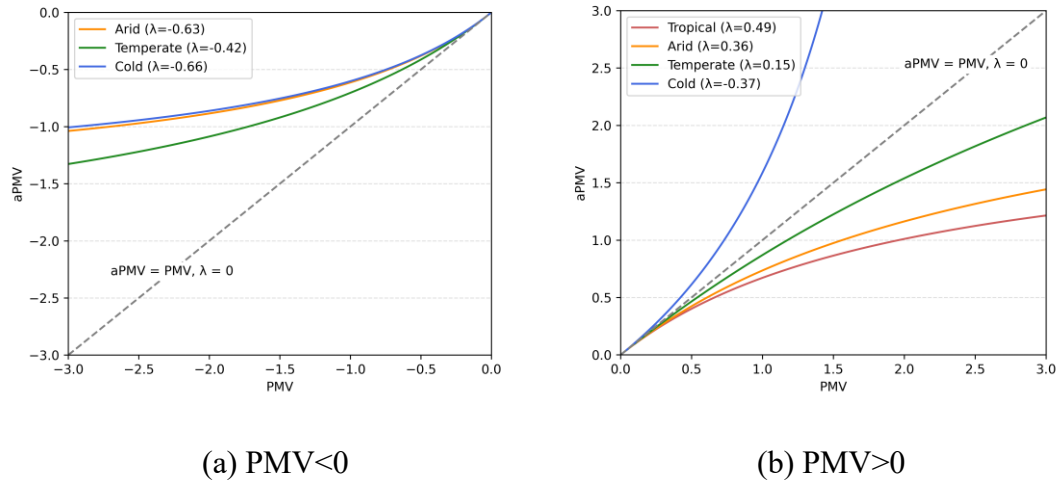 Arid (λ=-0.63)
Temperate (λ=-0.42)
Cold (λ=-0.66)
aPMV = PMV, λ = 0
0.0
−0.5
−1.0
−1.5
−2.0
−2.5
−3.0
aPMV
−3.0 −2.5 −2.0 −1.5 −1.0 −0.5 0.0
PMV
(a) PMV<0
Tropical (λ=0.49)
Arid (λ=0.36)
Temperate (λ=0.15)
Cold (λ=-0.37)
aPMV = PMV, λ = 0
3.0
2.5
2.0
1.5
1.0
0.5
0.0
aPMV
0.0 0.5 1.0 1.5 2.0 2.5 3.0
PMV
(b) PMV>0